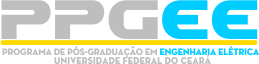 PPGEE
PROGRAMA DE PÓS-GRADUAÇÃO EM ENGENHARIA ELÉTRICA
UNIVERSIDADE FEDERAL DO CEARÁ